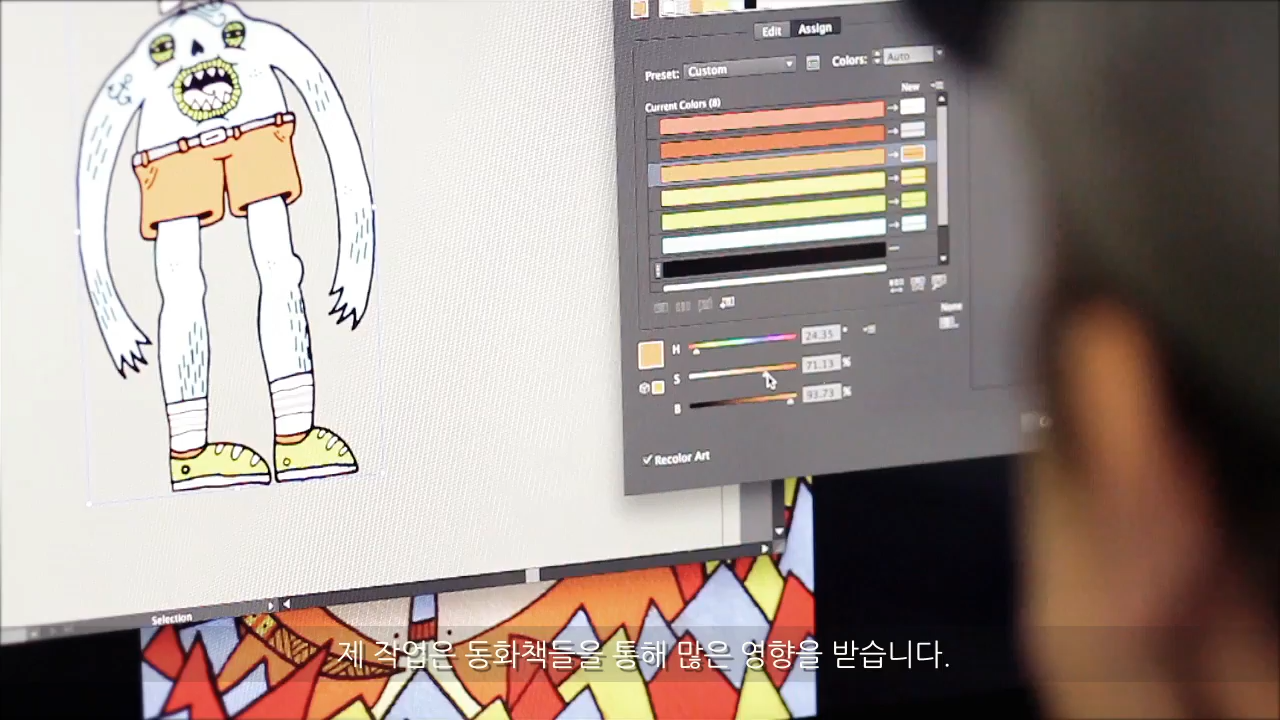 Edit Assign
Preset: Custom Colors: Auto
New
Current Colors (8)
None
H 24.35 °
S 71.13 %
B 93.73 %
Recolor Art
Selection
제 작업은 동화책들을 통해 많은 영향을 받습니다.